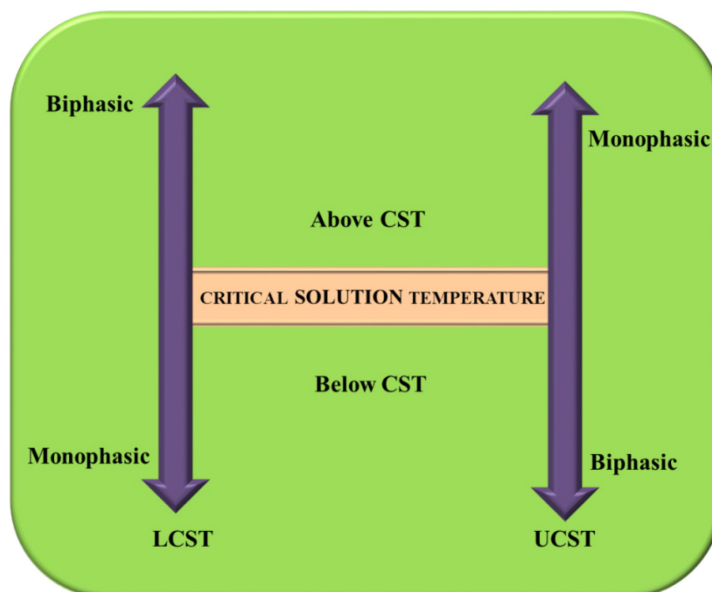 Biphasic
Monophasic
Above CST
CRITICAL SOLUTION TEMPERATURE
Below CST
Monophasic
Biphasic
LCST
UCST